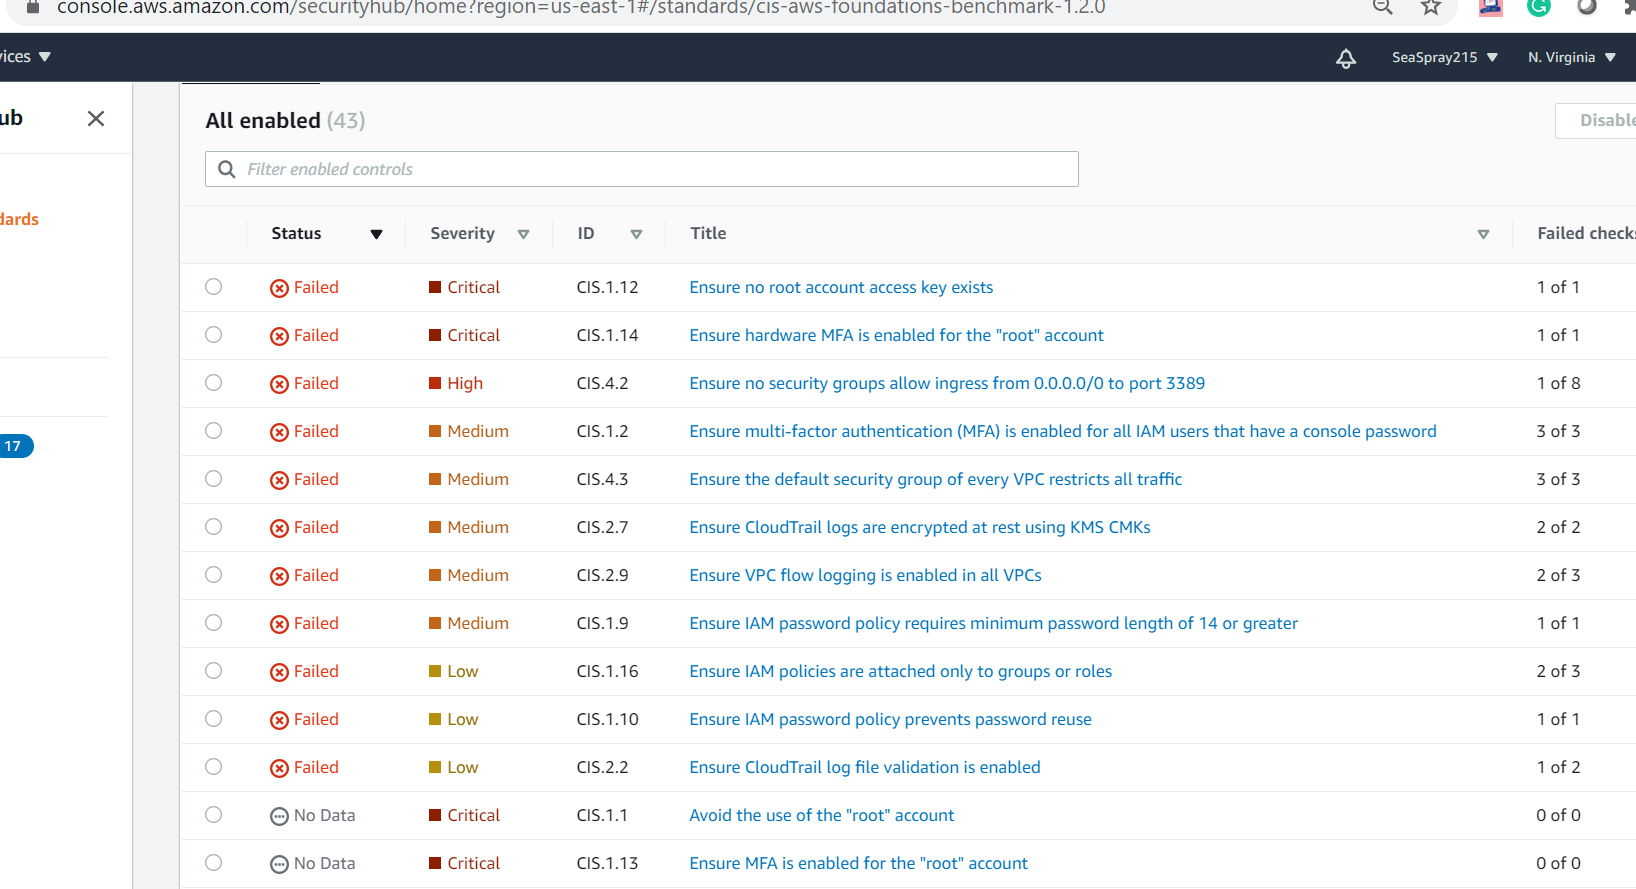 console.aws.amazon.com/securityhub/home?region=us-east-1#/standards/cis-aws-foundations-benchmark-1.2.0
vices SeaSpray215 N. Virginia
ub
dards
17
All enabled (43) Disable
Filter enabled controls
Status Severity ID Title Failed checks
Failed Critical CIS.1.12 Ensure no root account access key exists 1 of 1
Failed Critical CIS.1.14 Ensure hardware MFA is enabled for the "root" account 1 of 1
Failed High CIS.4.2 Ensure no security groups allow ingress from 0.0.0.0/0 to port 3389 1 of 8
Failed Medium CIS.1.2 Ensure multi-factor authentication (MFA) is enabled for all IAM users that have a console password 3 of 3
Failed Medium CIS.4.3 Ensure the default security group of every VPC restricts all traffic 3 of 3
Failed Medium CIS.2.7 Ensure CloudTrail logs are encrypted at rest using KMS CMKs 2 of 2
Failed Medium CIS.2.9 Ensure VPC flow logging is enabled in all VPCs 2 of 3
Failed Medium CIS.1.9 Ensure IAM password policy requires minimum password length of 14 or greater 1 of 1
Failed Low CIS.1.16 Ensure IAM policies are attached only to groups or roles 2 of 3
Failed Low CIS.1.10 Ensure IAM password policy prevents password reuse 1 of 1
Failed Low CIS.2.2 Ensure CloudTrail log file validation is enabled 1 of 2
No Data Critical CIS.1.1 Avoid the use of the "root" account 0 of 0
No Data Critical CIS.1.13 Ensure MFA is enabled for the "root" account 0 of 0